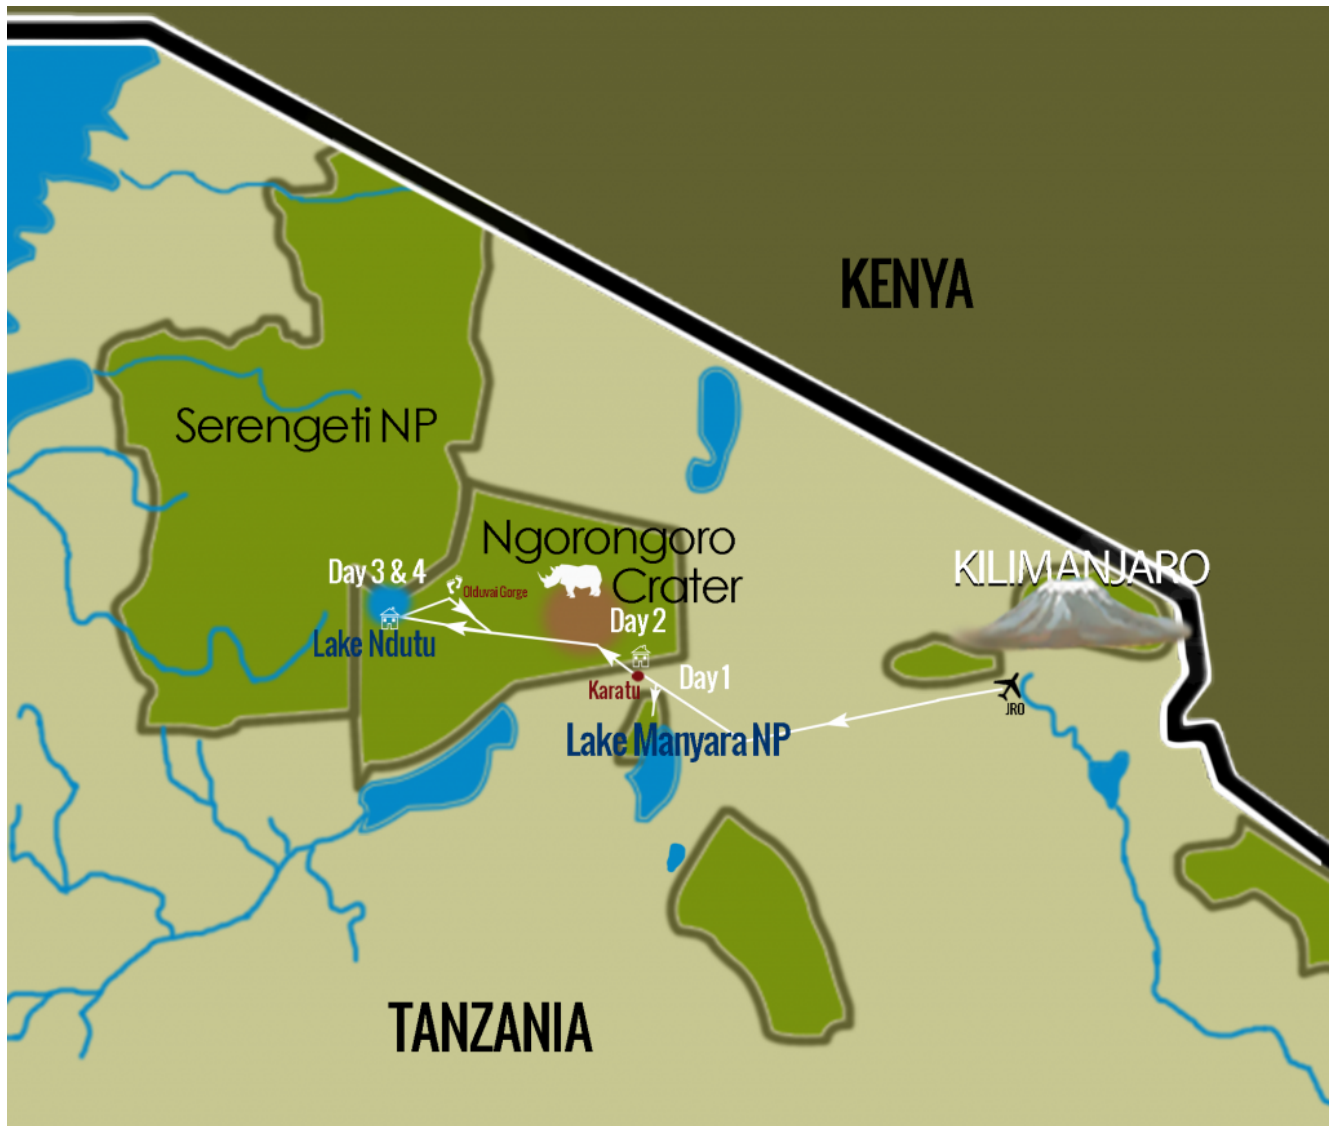 KENYA
Serengeti NP
Ngorongoro
Crater
KILIMANJARO
Day 3 & 4
Olduvai Gorge
Day 2
Lake Ndutu
Karatu
Day 1
JRO
Lake Manyara NP
TANZANIA